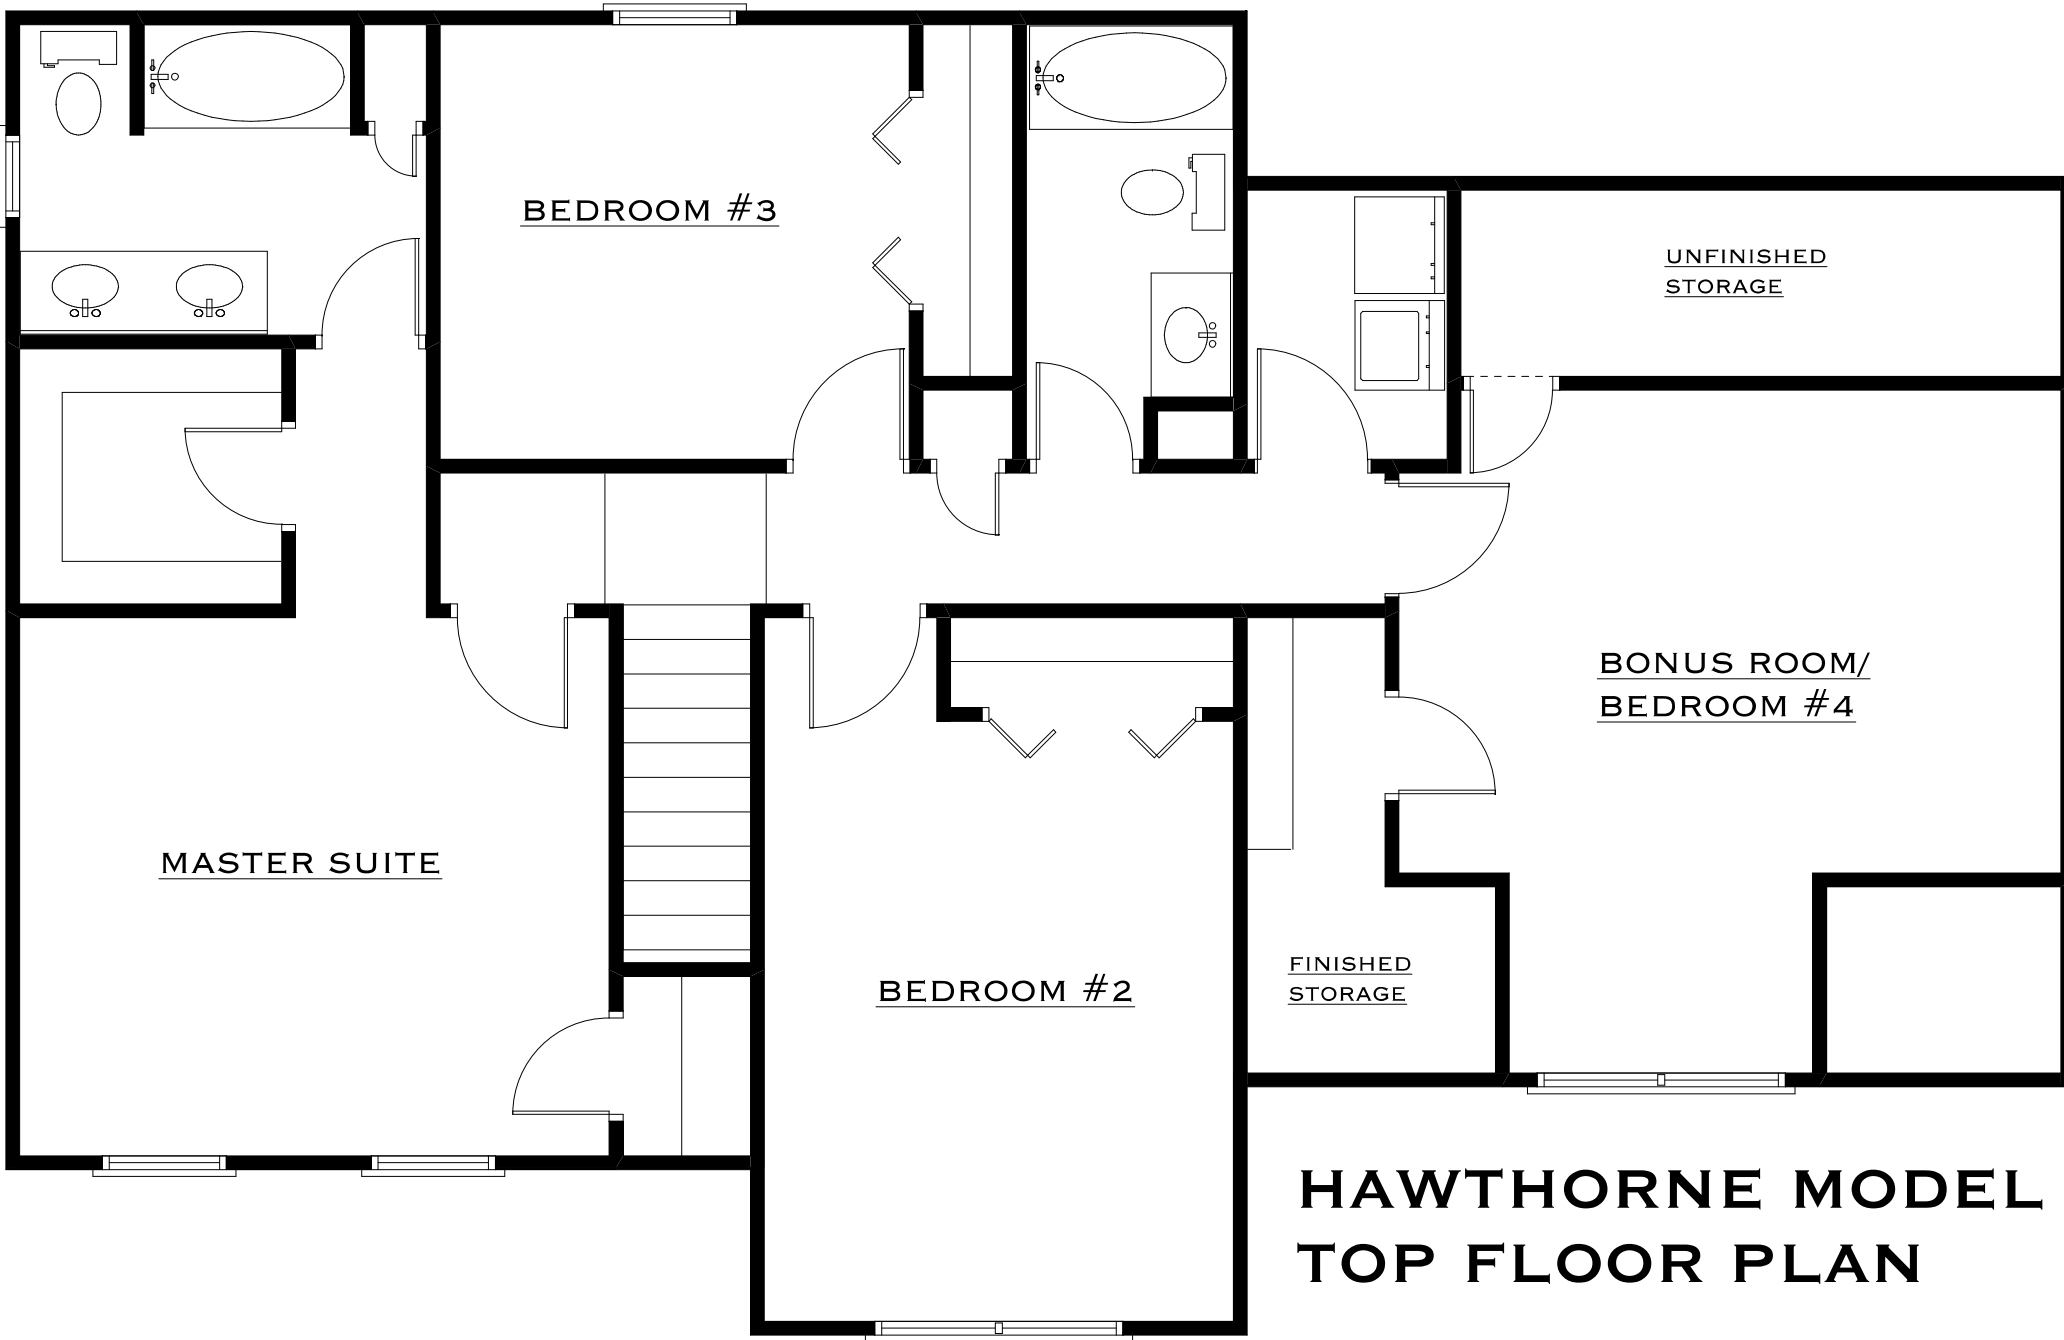 BEDROOM #3
UNFINISHED
STORAGE
BONUS ROOM/
BEDROOM #4
MASTER SUITE
BEDROOM #2
FINISHED
STORAGE
HAWTHORNE MODEL
TOP FLOOR PLAN